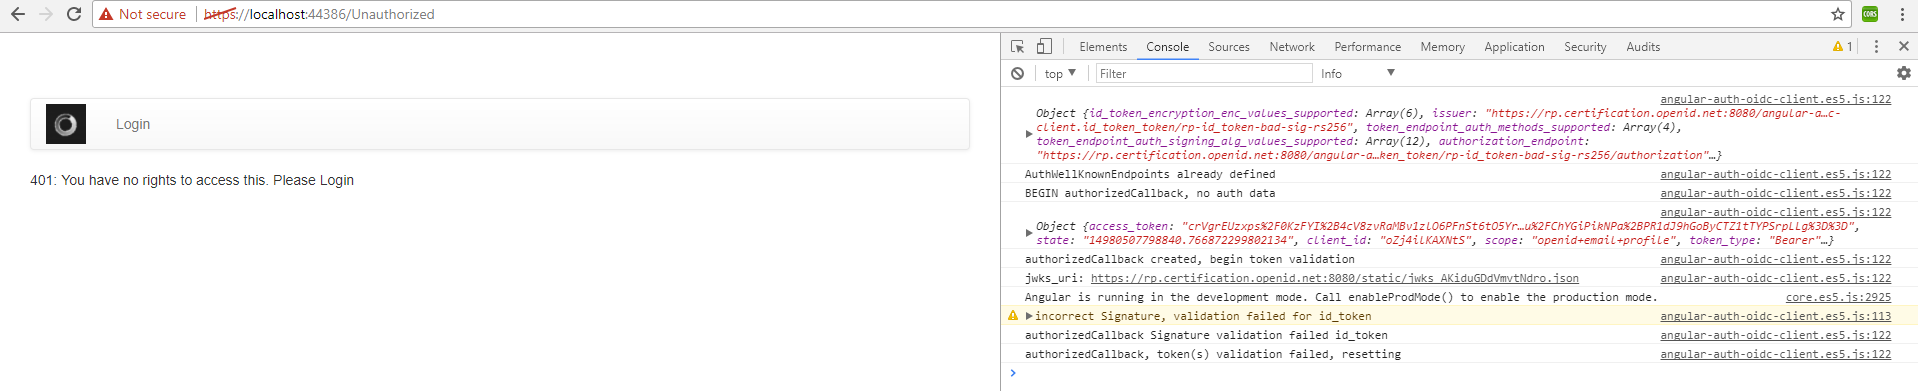 Not secure https://localhost:44386/Unauthorized CORS
Elements Console Sources Network Performance Memory Application Security Audits 1
top Filter Info
Login
401: You have no rights to access this. Please Login
angular-auth-oidc-client.es5.js:122
Object {id_token_encryption_enc_values_supported: Array(6), issuer: "https://rp.certification.openid.net:8080/angular-a…c-
client.id_token_token/rp-id_token-bad-sig-rs256", token_endpoint_auth_methods_supported: Array(4),
token_endpoint_auth_signing_alg_values_supported: Array(12), authorization_endpoint:
"https://rp.certification.openid.net:8080/angular-a…ken_token/rp-id_token-bad-sig-rs256/authorization"…}
AuthWellKnownEndpoints already defined angular-auth-oidc-client.es5.js:122
BEGIN authorizedCallback, no auth data angular-auth-oidc-client.es5.js:122
angular-auth-oidc-client.es5.js:122
Object {access_token: "crVgrEUzxps%2F0KzFYI%2B4cV8zvRaMBv1zlO6PFnSt6tO5Yr…u%2FChYGiPikNPa%2BPR1dJ9hGoByCTZ1tTYPSrpLLg%3D%3D",
state: "14980507798840.766872299802134", client_id: "oZj4ilKAXNtS", scope: "openid+email+profile", token_type: "Bearer"…}
authorizedCallback created, begin token validation angular-auth-oidc-client.es5.js:122
jwks_uri: https://rp.certification.openid.net:8080/static/jwks_AKiduGDdVmvtNdro.json angular-auth-oidc-client.es5.js:122
Angular is running in the development mode. Call enableProdMode() to enable the production mode. core.es5.js:2925
incorrect Signature, validation failed for id_token angular-auth-oidc-client.es5.js:113
authorizedCallback Signature validation failed id_token angular-auth-oidc-client.es5.js:122
authorizedCallback, token(s) validation failed, resetting angular-auth-oidc-client.es5.js:122